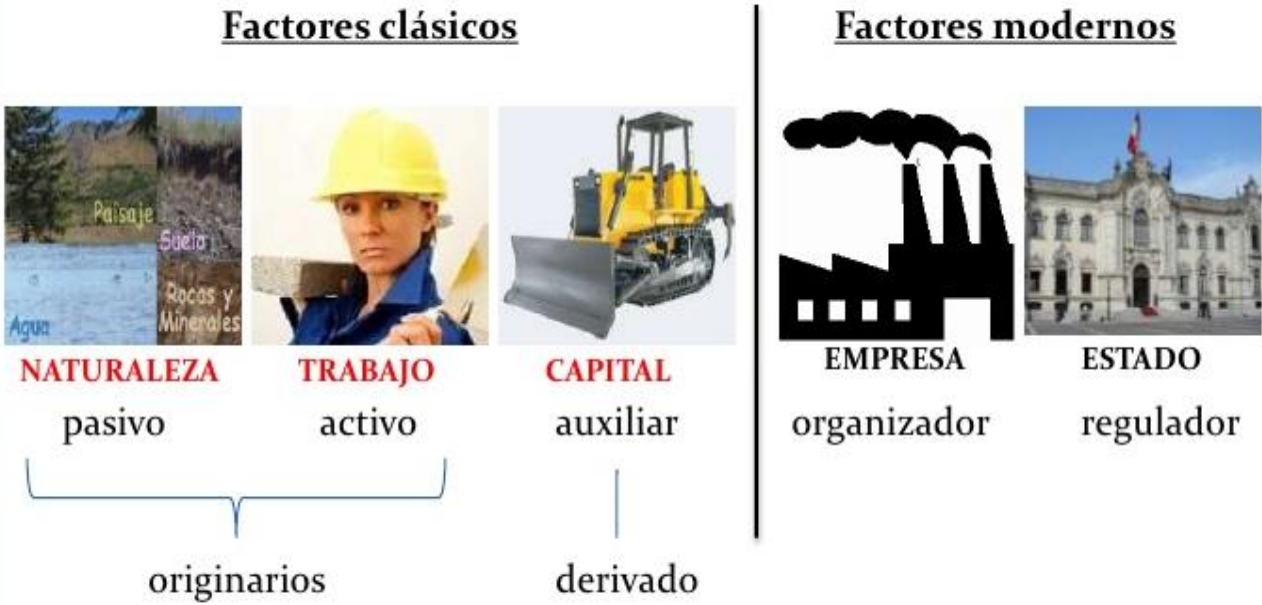 Factores clásicos
Factores modernos
Paisaje
Suelo
Rocas y
Minerales
Agua
NATURALEZA
TRABAJO
CAPITAL
EMPRESA
ESTADO
pasivo
activo
auxiliar
organizador
regulador
originarios
derivado